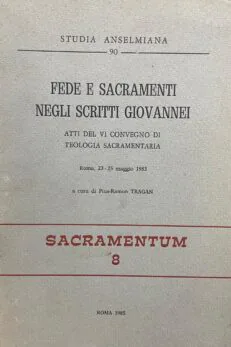 STUDIA ANSELMIANA
90
FEDE E SACRAMENTI
NEGLI SCRITTI GIOVANNEI
ATTI DEL VI CONVEGNO DI
TEOLOGIA SACRAMENTARIA
Roma, 23-25 maggio 1982
a cura di Pius-Ramon TRAGAN
SACRAMENTUM
8
ROMA 1985